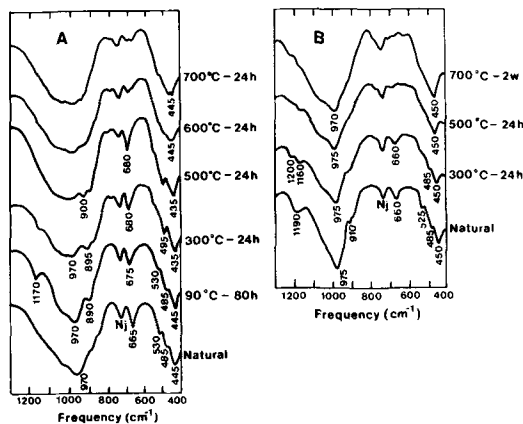 A
700°C-24h
445
600°C-24h
445
680
500°C-24h
900
435
300°C-24h
970
895
680
495
435
90°C-80h
1170
970
890
675
530
485
445
Nj
Natural
970
665
530
485
445
1200 1000 800 600 400
Frequency (cm-1)
B
700°C-2w
970
450
500°C-24h
975
660
450
300°C-24h
1200
1160
975
485
450
Nj
660
Natural
1190
975
910
525
485
450
1200 1000 800 600 400
Frequency (cm-1)